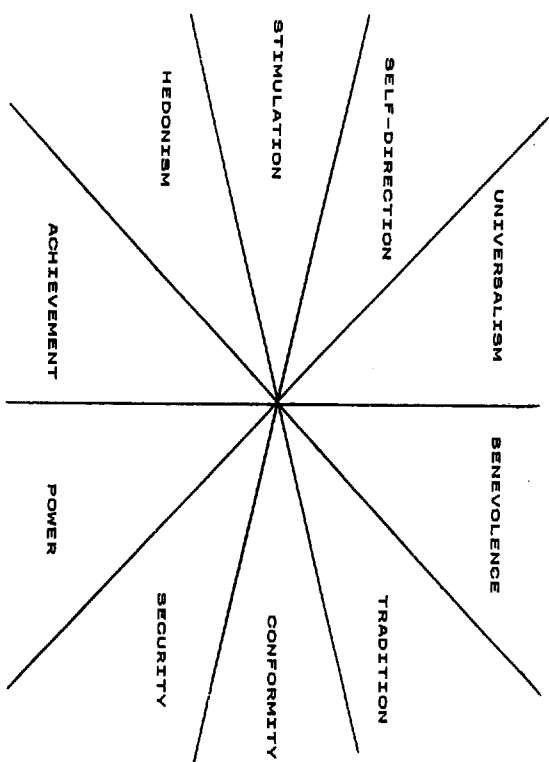 UNIVERSALISM
BENEVOLENCE
SELF-DIRECTION
TRADITION
STIMULATION
CONFORMITY
HEDONISM
SECURITY
ACHIEVEMENT
POWER